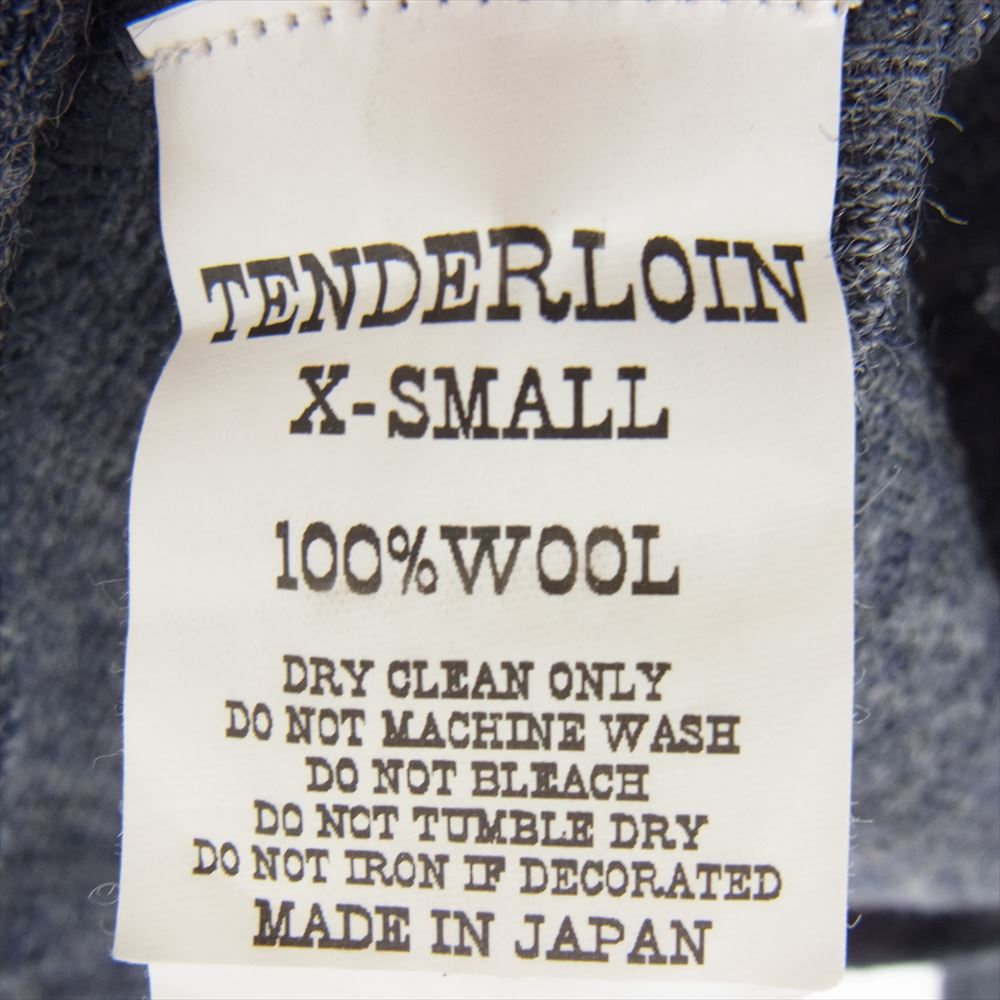 TENDERLOIN
X-SMALL
100%WOOL
DRY CLEAN ONLY
DO NOT MACHINE WASH
DO NOT BLEACH
DO NOT TUMBLE DRY
DO NOT IRON IF DECORATED
MADE IN JAPAN